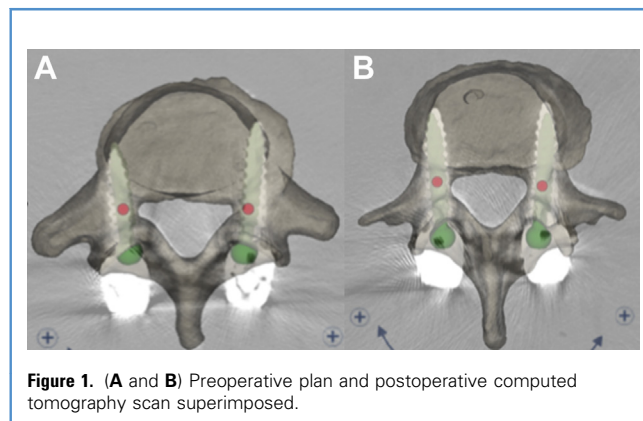 A
B
Figure 1. (A and B) Preoperative plan and postoperative computed
tomography scan superimposed.